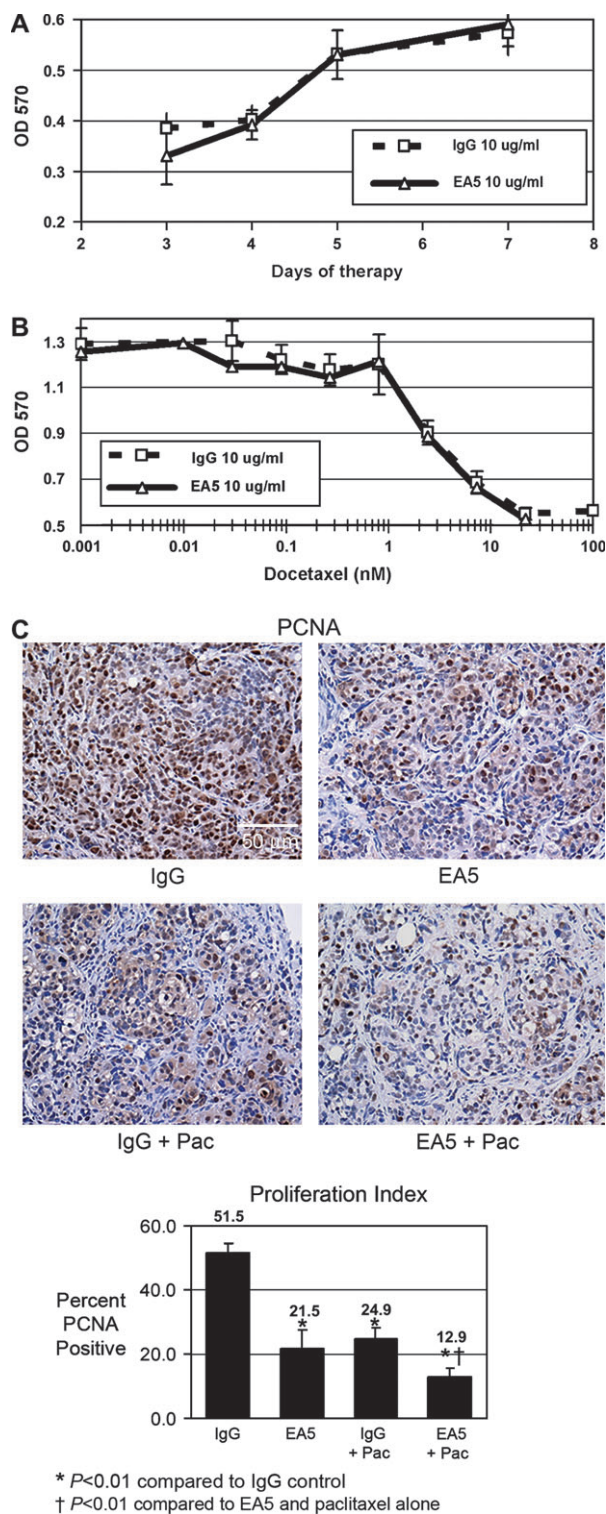 A
0.6
0.5
0.4
0.3
0.2
OD 570
IgG 10 ug/ml
EA5 10 ug/ml
2 3 4 5 6 7 8
Days of therapy
B
1.3
1.1
0.9
0.7
0.5
OD 570
IgG 10 ug/ml
EA5 10 ug/ml
0.001 0.01 0.1 1 10 100
Docetaxel (nM)
C
PCNA
50 µm
IgG EA5
IgG + Pac EA5 + Pac
Proliferation Index
60.0
40.0
20.0
0.0
Percent
PCNA
Positive
51.5
21.5
*
24.9
*
12.9
*†
IgG
EA5
IgG
+ Pac
EA5
+ Pac
* P<0.01 compared to IgG control
† P<0.01 compared to EA5 and paclitaxel alone